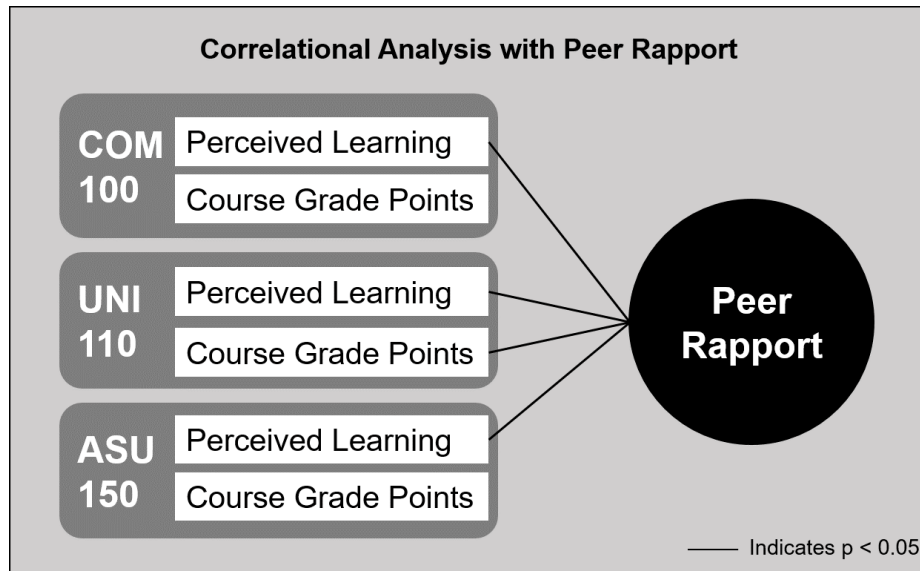 Correlational Analysis with Peer Rapport
COM
100
Perceived Learning
Course Grade Points
UNI
110
Perceived Learning
Course Grade Points
ASU
150
Perceived Learning
Course Grade Points
Peer
Rapport
Indicates p < 0.05